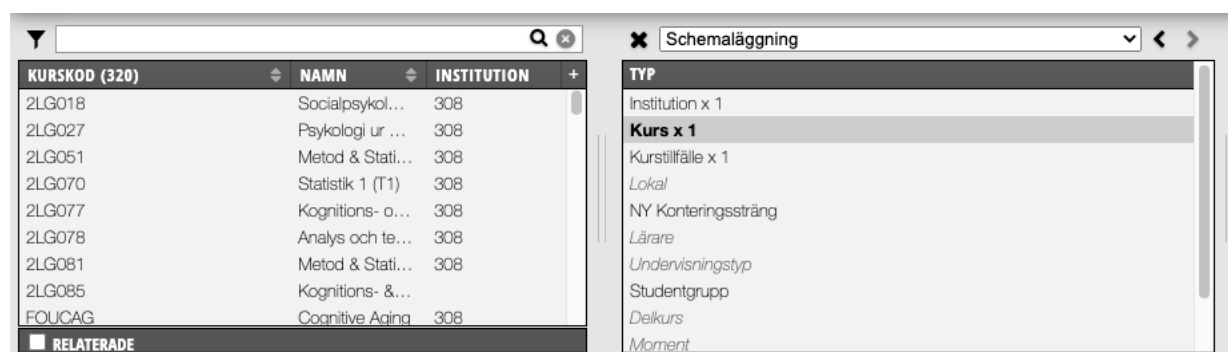 Schemaläggning
KURSKOD (320) NAMN INSTITUTION +
2LG018 Socialpsykol... 308
2LG027 Psykologi ur ... 308
2LG051 Metod & Stati... 308
2LG070 Statistik 1 (T1) 308
2LG077 Kognitions- o... 308
2LG078 Analys och te... 308
2LG081 Metod & Stati... 308
2LG085 Kognitions- &...
FOUCAG Cognitive Aging 308
RELATERADE
TYP
Institution x 1
Kurs x 1
Kurstillfälle x 1
Lokal
NY Konteringssträng
Lärare
Undervisningstyp
Studentgrupp
Delkurs
Moment